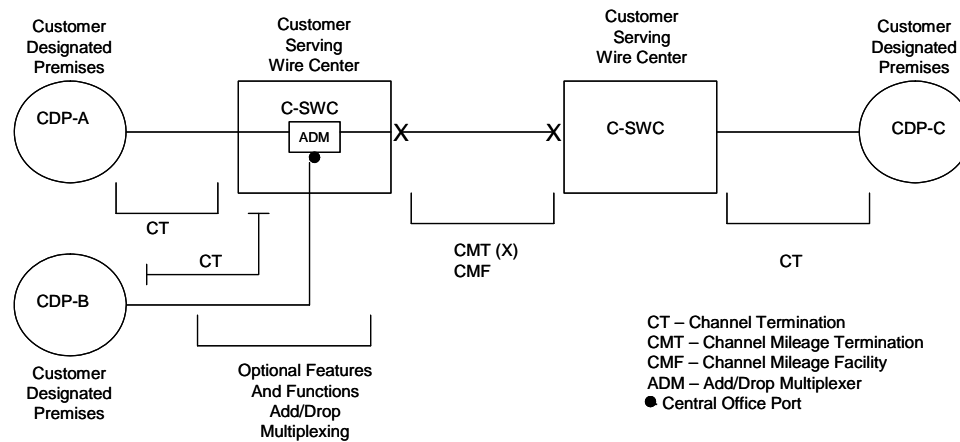 Customer
Designated
Premises
Customer
Serving
Wire Center
Customer
Serving
Wire Center
Customer
Designated
Premises
CDP-A
C-SWC
ADM
X
X
C-SWC
CDP-C
CT
CT
CMT (X)
CMF
CT
CDP-B
Customer
Designated
Premises
Optional Features
And Functions
Add/Drop
Multiplexing
CT – Channel Termination
CMT – Channel Mileage Termination
CMF – Channel Mileage Facility
ADM – Add/Drop Multiplexer
Central Office Port